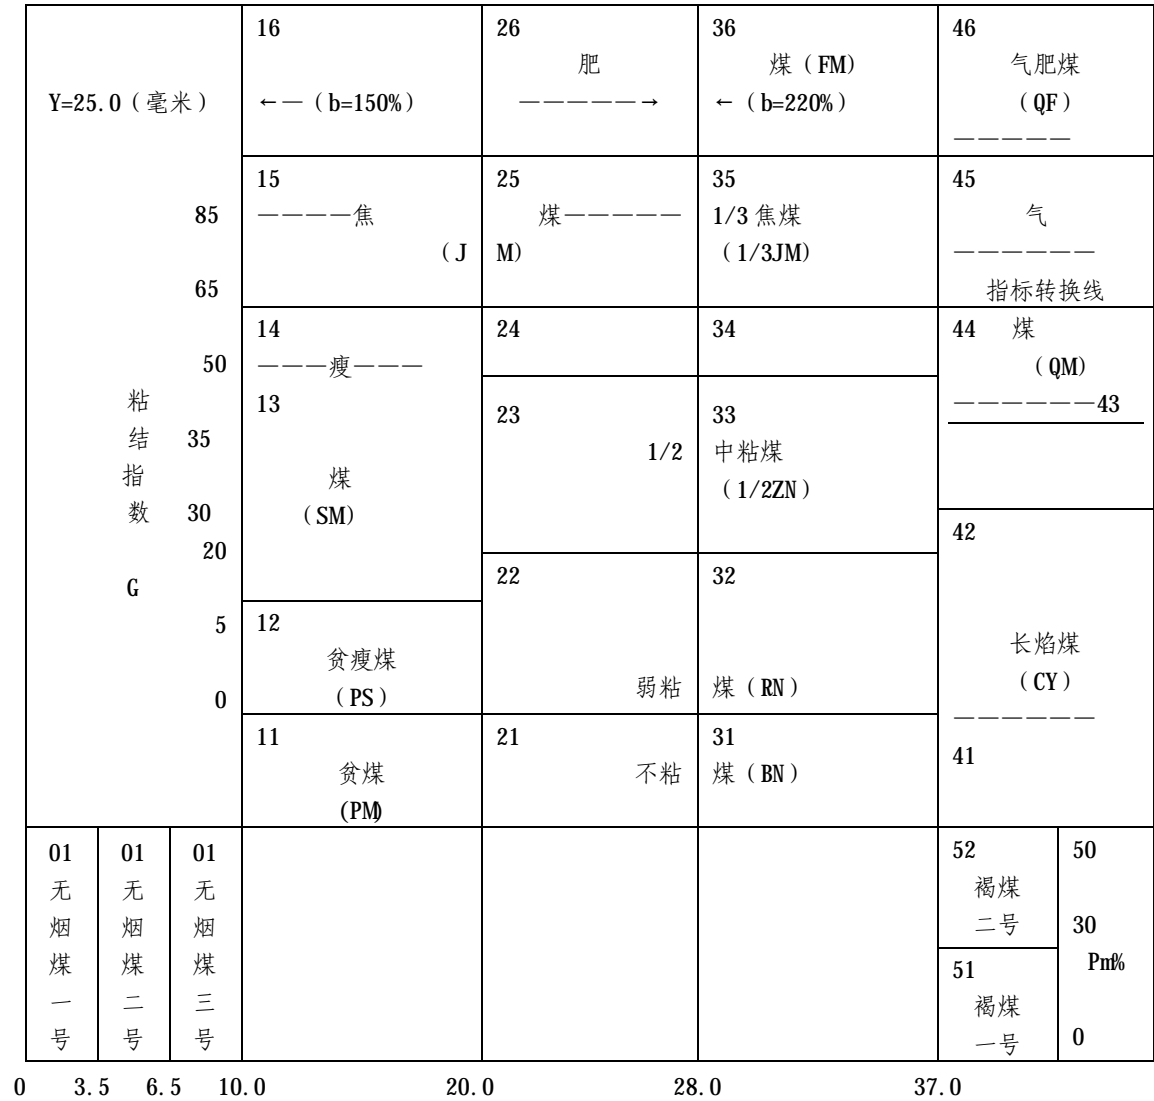 16
26
36
46
肥
煤（FM）
气肥煤
Y=25.0（毫米）
←—（b=150%）
—————→
←（b=220%）
（QF）
—————
15
25
35
45
85
————焦
煤—————
1/3 焦煤
气
（J
M）
（1/3JM）
——————
65
指标转换线
14
24
34
44 煤
50
———瘦———
（QM）
粘
13
——————43
结
35
23
33
1/2
中粘煤
指
煤
（1/2ZN）
数
30
（SM）
20
42
G
22
32
5
12
长焰煤
贫瘦煤
（CY）
0
（PS）
弱粘
煤（RN）
——————
11
21
31
41
贫煤
不粘
煤（BN）
(PM)
01
01
01
52
50
无
无
无
褐煤
烟
烟
烟
二号
30
煤
煤
煤
51
Pm%
一
二
三
褐煤
号
号
号
一号
0
0 3.5 6.5 10.0 20.0 28.0 37.0